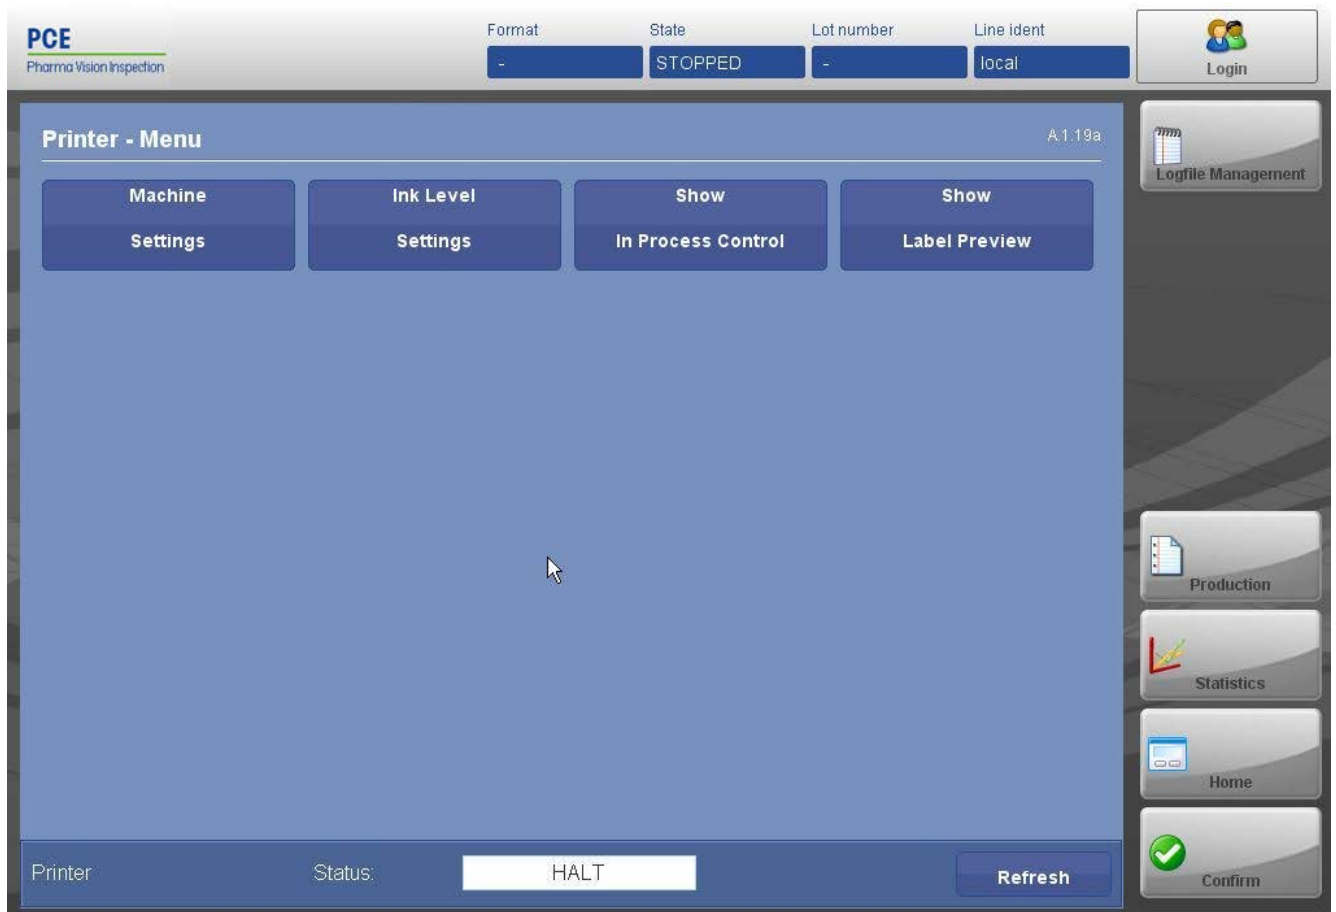 PCE
Pharma Vision Inspection
Format
State
Lot number
Line ident
-
STOPPED
-
local
Login
Printer - Menu
A.1.19a
Logfile Management
Machine
Settings
Ink Level
Settings
Show
In Process Control
Show
Label Preview
Production
Statistics
Home
Printer
Status:
HALT
Refresh
Confirm